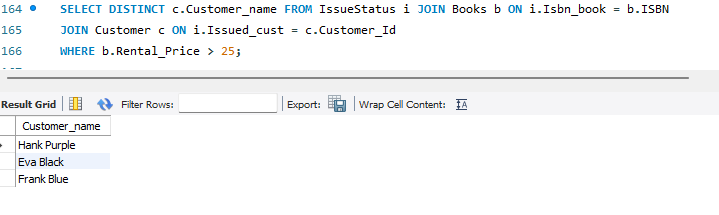 164 SELECT DISTINCT c.Customer_name FROM IssueStatus i JOIN Books b ON i.Isbn_book = b.ISBN
165 JOIN Customer c ON i.Issued_cust = c.Customer_Id
166 WHERE b.Rental_Price > 25;
Result Grid Filter Rows: Export: Wrap Cell Content:
Customer_name
Hank Purple
Eva Black
Frank Blue